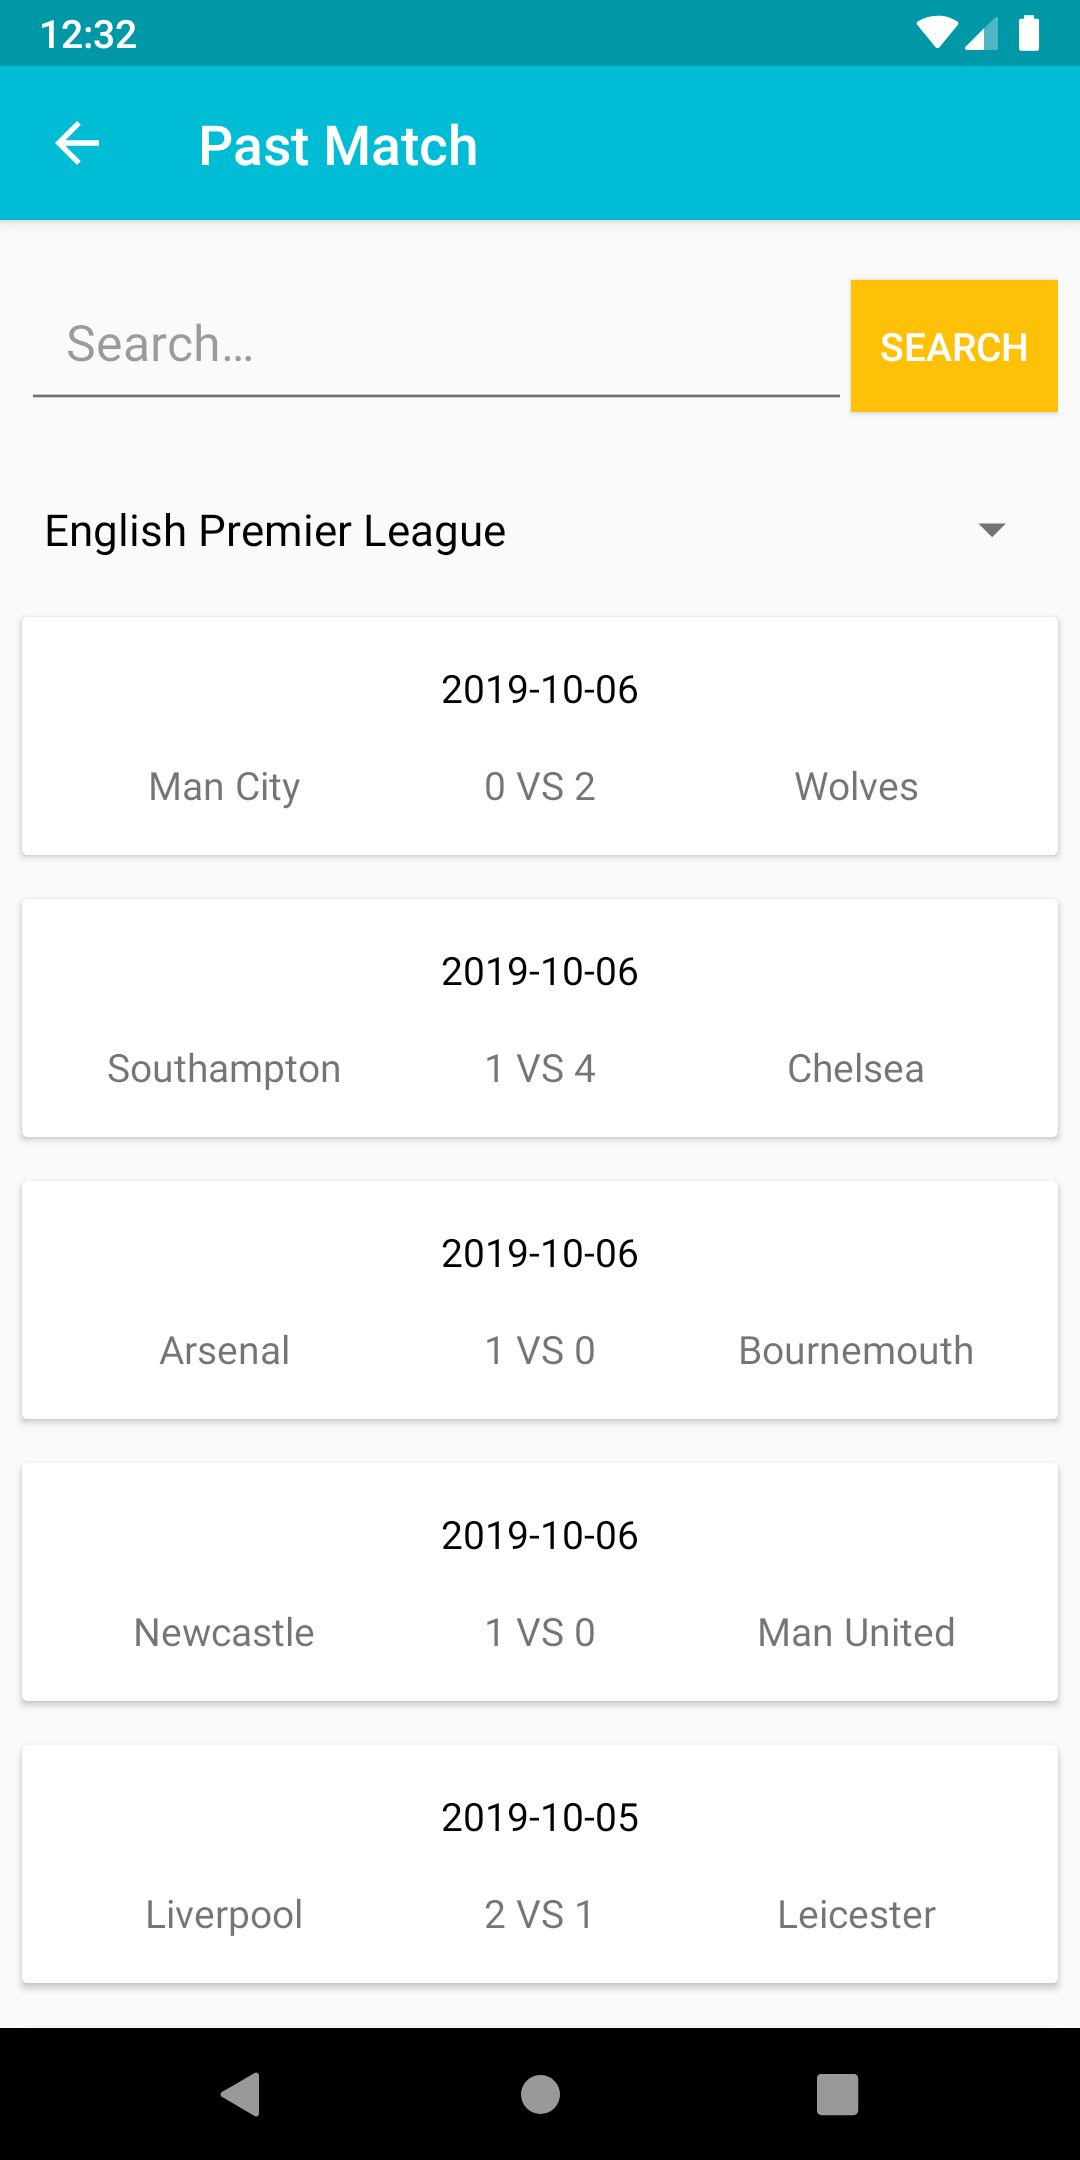 12:32
Past Match
Search...
SEARCH
English Premier League
2019-10-06
Man City 0 VS 2 Wolves
2019-10-06
Southampton 1 VS 4 Chelsea
2019-10-06
Arsenal 1 VS 0 Bournemouth
2019-10-06
Newcastle 1 VS 0 Man United
2019-10-05
Liverpool 2 VS 1 Leicester